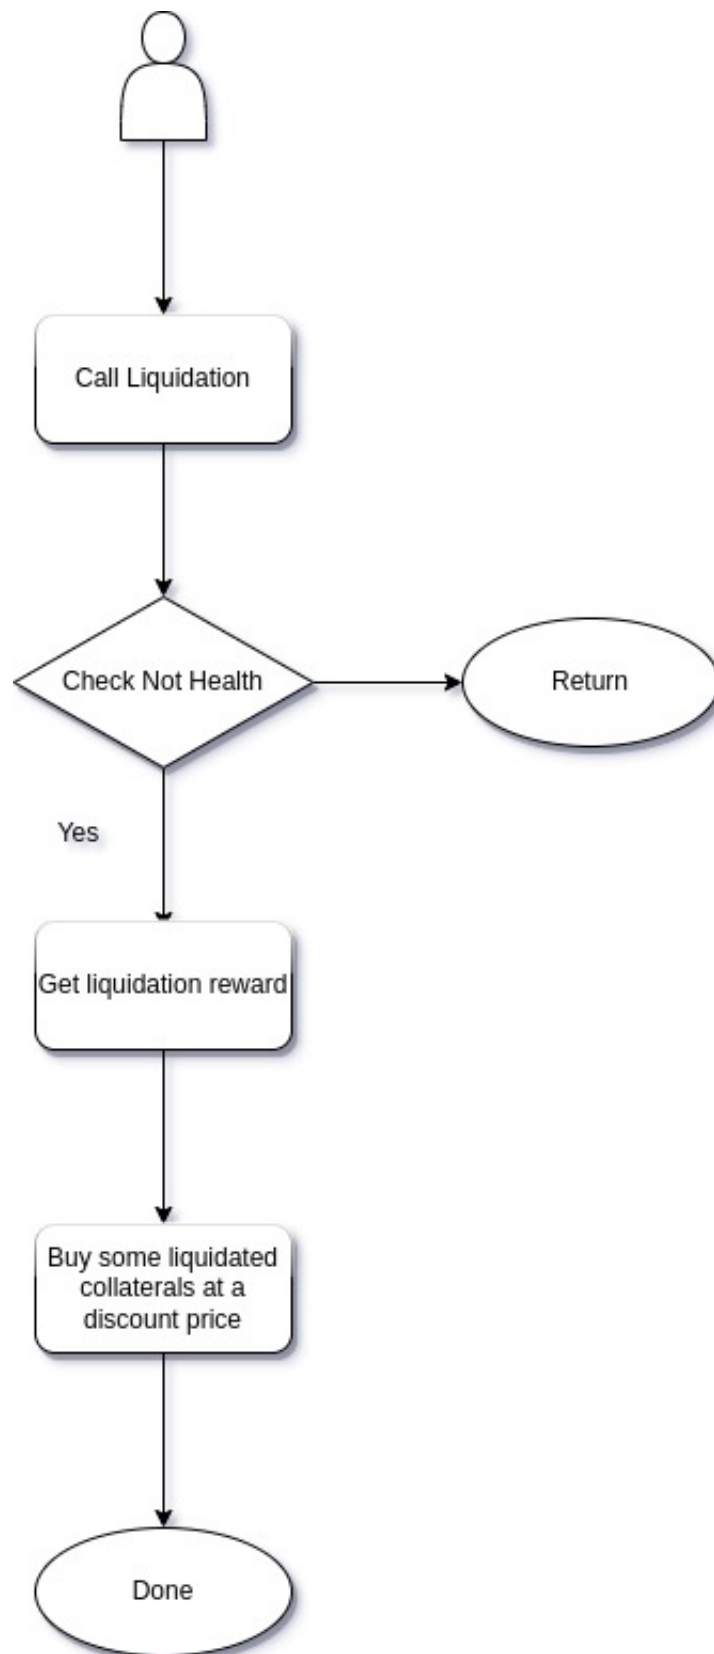 Call Liquidation
Check Not Health
Return
Yes
Get liquidation reward
Buy some liquidated
collaterals at a
discount price
Done